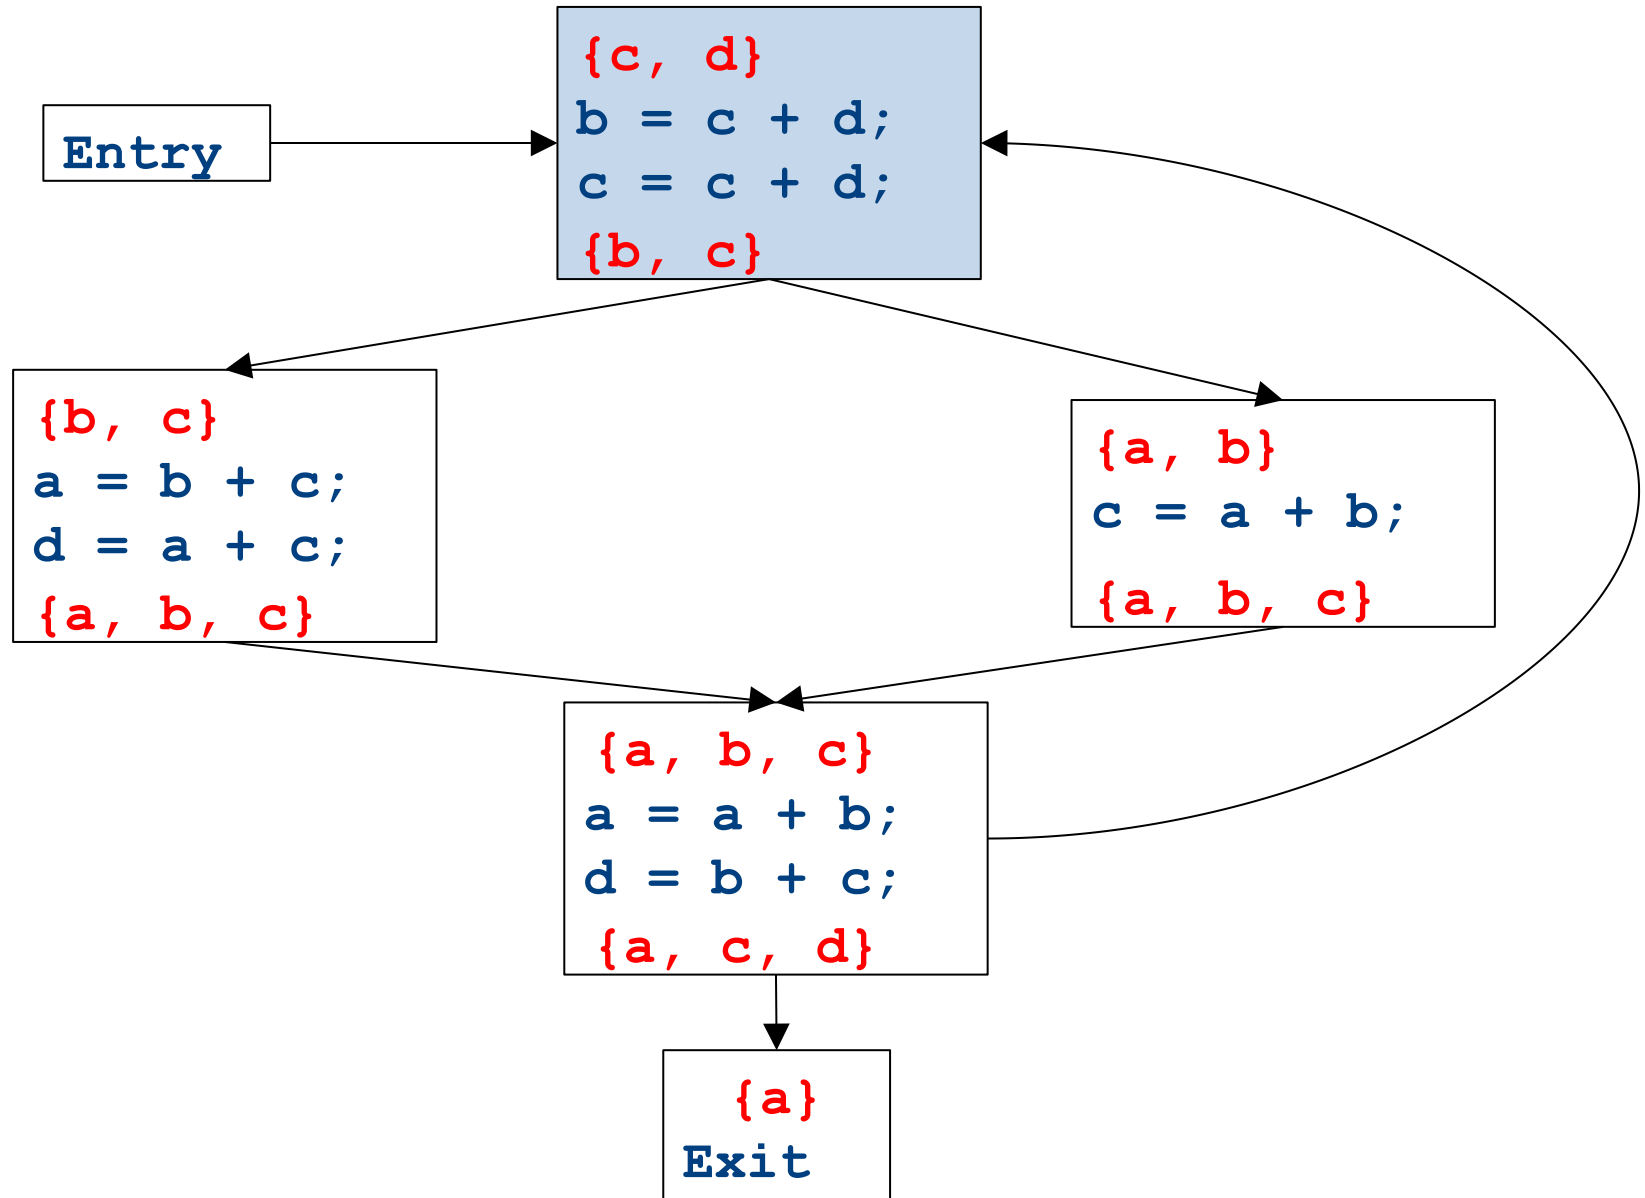 {c, d}
b = c + d;
c = c + d;
{b, c}
Entry
{b, c}
a = b + c;
d = a + c;
{a, b, c}
{a, b}
c = a + b;
{a, b, c}
{a, b, c}
a = a + b;
d = b + c;
{a, c, d}
{a}
Exit